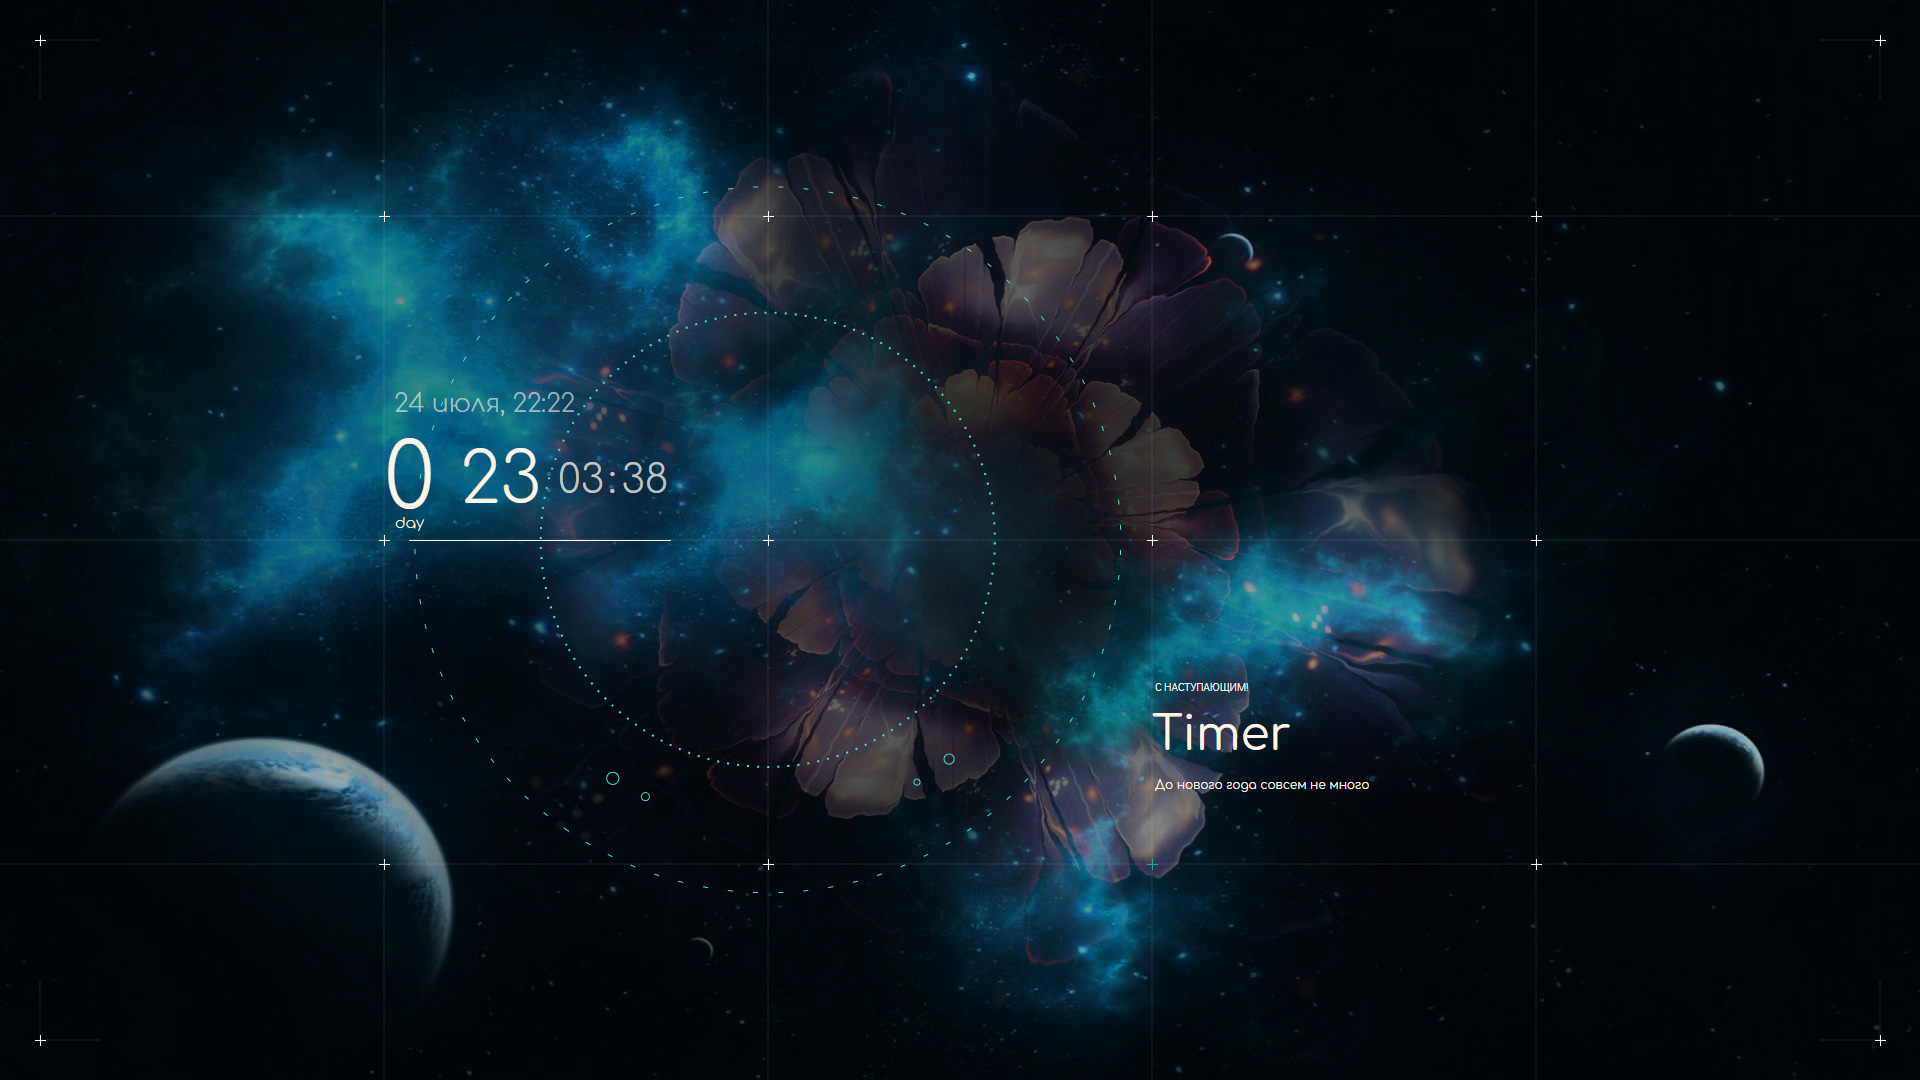 24 июля, 22:22
0 23 03:38
day
С НАСТУПАЮЩИМ!
Timer
До нового года совсем не много